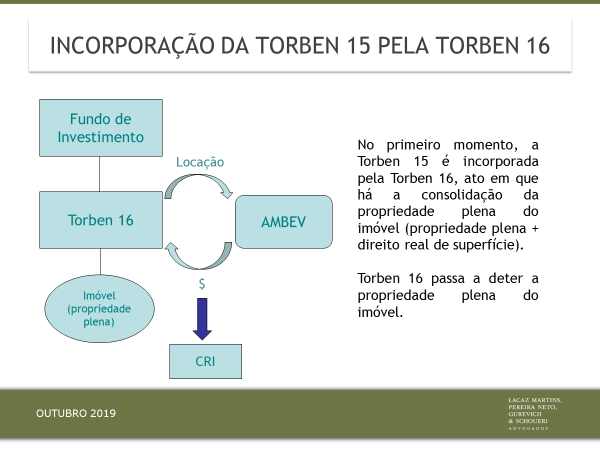 INCORPORAÇÃO DA TORBEN 15 PELA TORBEN 16
Fundo de
Investimento
Locação
Torben 16
AMBEV
Imóvel
(propriedade
plena)
$
CRI
No primeiro momento, a
Torben 15 é incorporada
pela Torben 16, ato em que
há a consolidação da
propriedade plena do
imóvel (propriedade plena +
direito real de superfície).
Torben 16 passa a deter a
propriedade plena do
imóvel.
OUTUBRO 2019
LACAZ MARTINS,
PEREIRA NETO,
GUREVICH
& SCHOUERI
ADVOGADOS